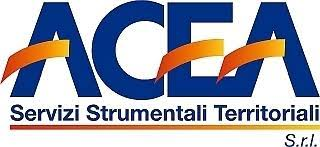 ACEA
Servizi Strumentali Territoriali
S.r.l.